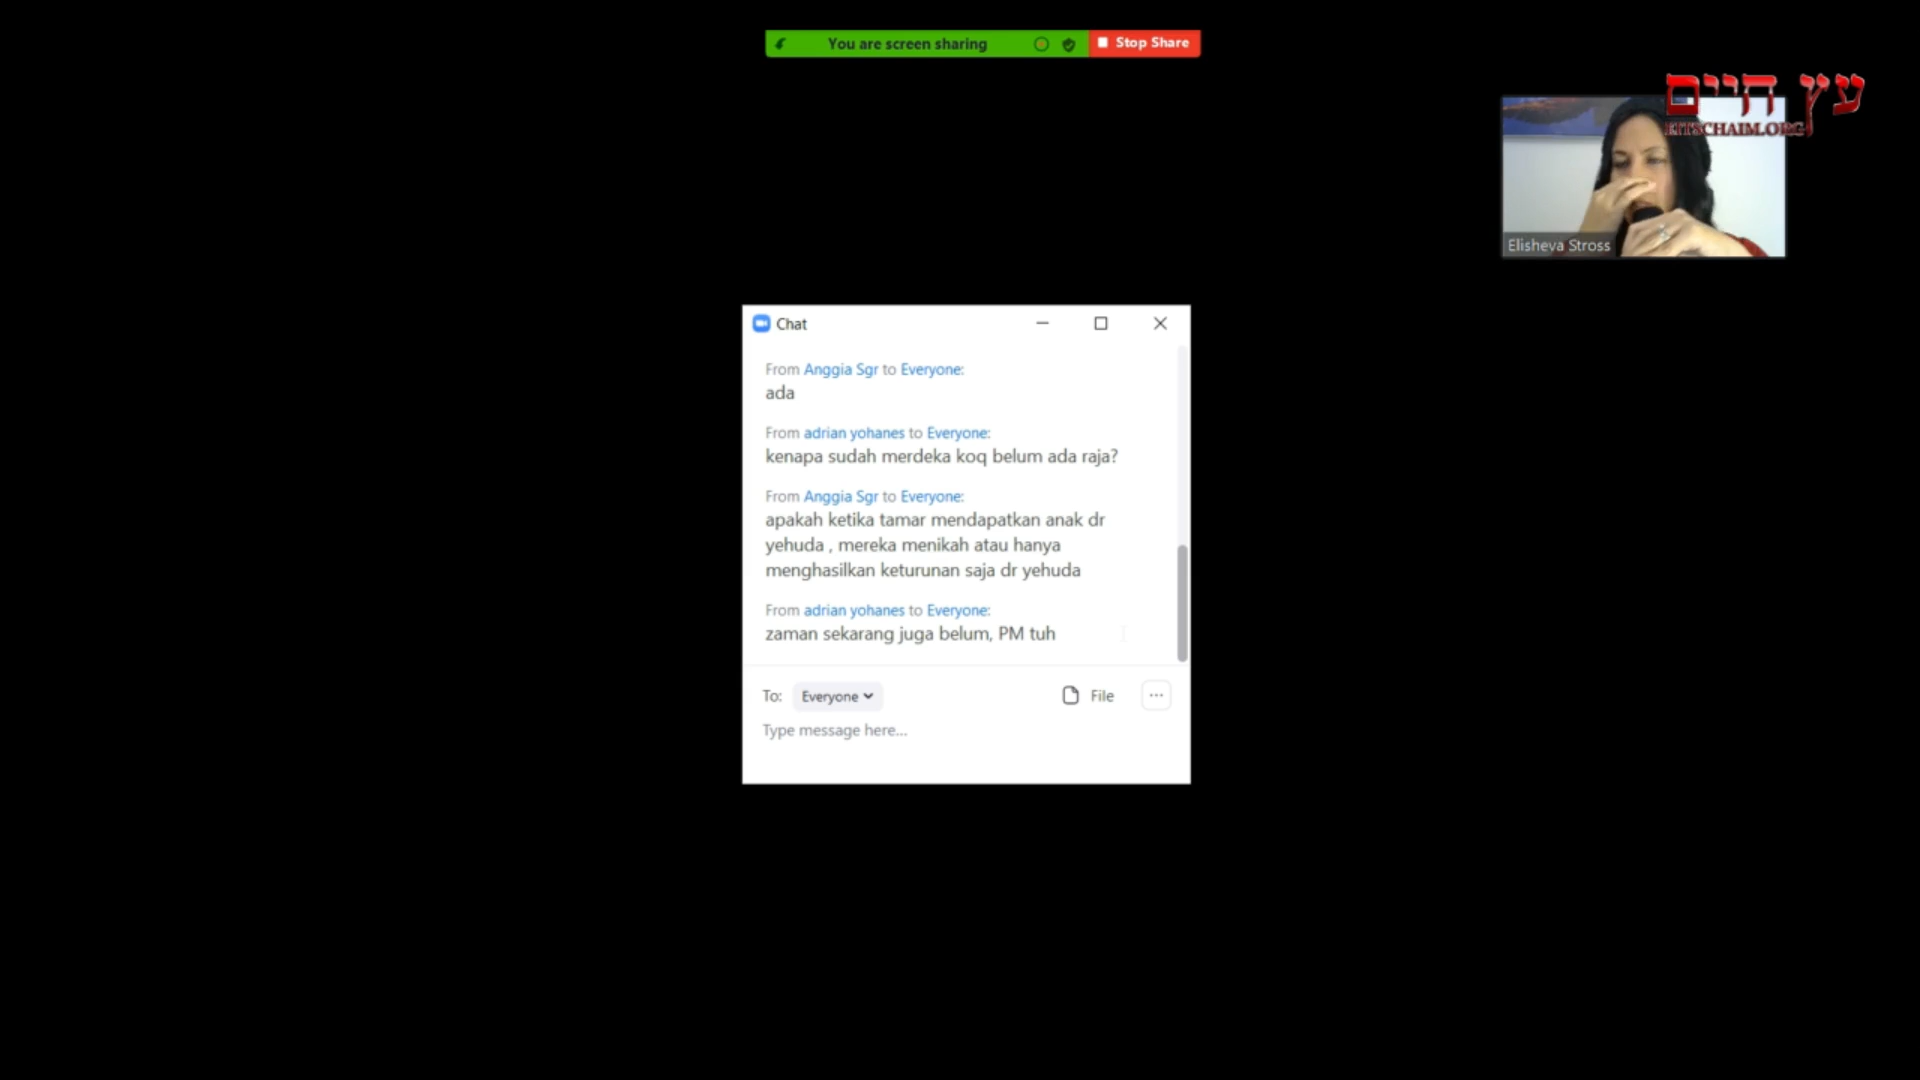 You are screen sharing
Stop Share
עץ חיים
EITSCHAIM.ORG
Elisheva Stross
Chat
From Anggia Sgr to Everyone:
ada
From adrian yohanes to Everyone:
kenapa sudah merdeka koq belum ada raja?
From Anggia Sgr to Everyone:
apakah ketika tamar mendapatkan anak dr
yehuda , mereka menikah atau hanya
menghasilkan keturunan saja dr yehuda
From adrian yohanes to Everyone:
zaman sekarang juga belum, PM tuh
To: Everyone File
Type message here...